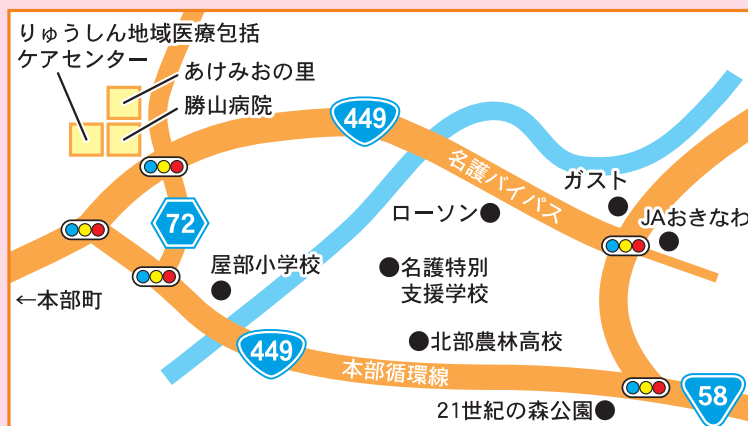 りゅうしん地域医療包括
ケアセンター
あけみおの里
勝山病院
449
名護バイパス
ガスト
ローソン
JAおきなわ
72
屋部小学校
名護特別
支援学校
←本部町
449
北部農林高校
本部循環線
58
21世紀の森公園